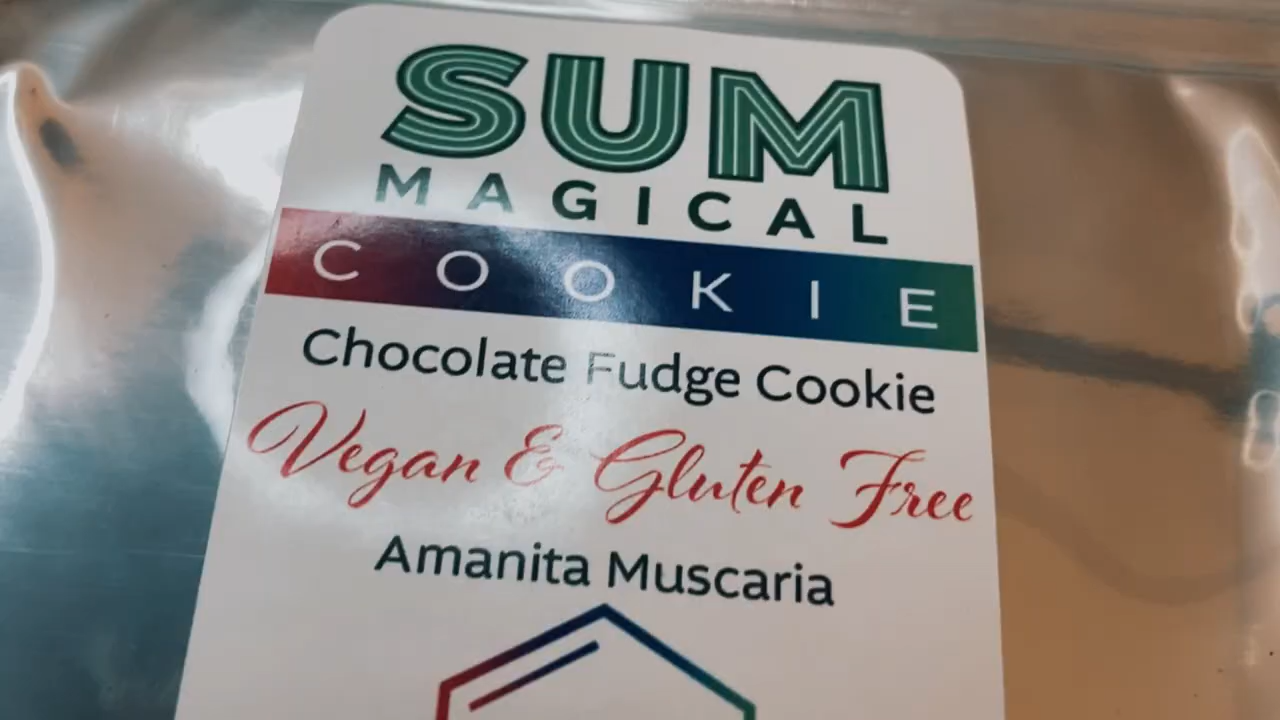 SUM
MAGICAL
COOKIE
Chocolate Fudge Cookie
Vegan & Gluten Free
Amanita Muscaria